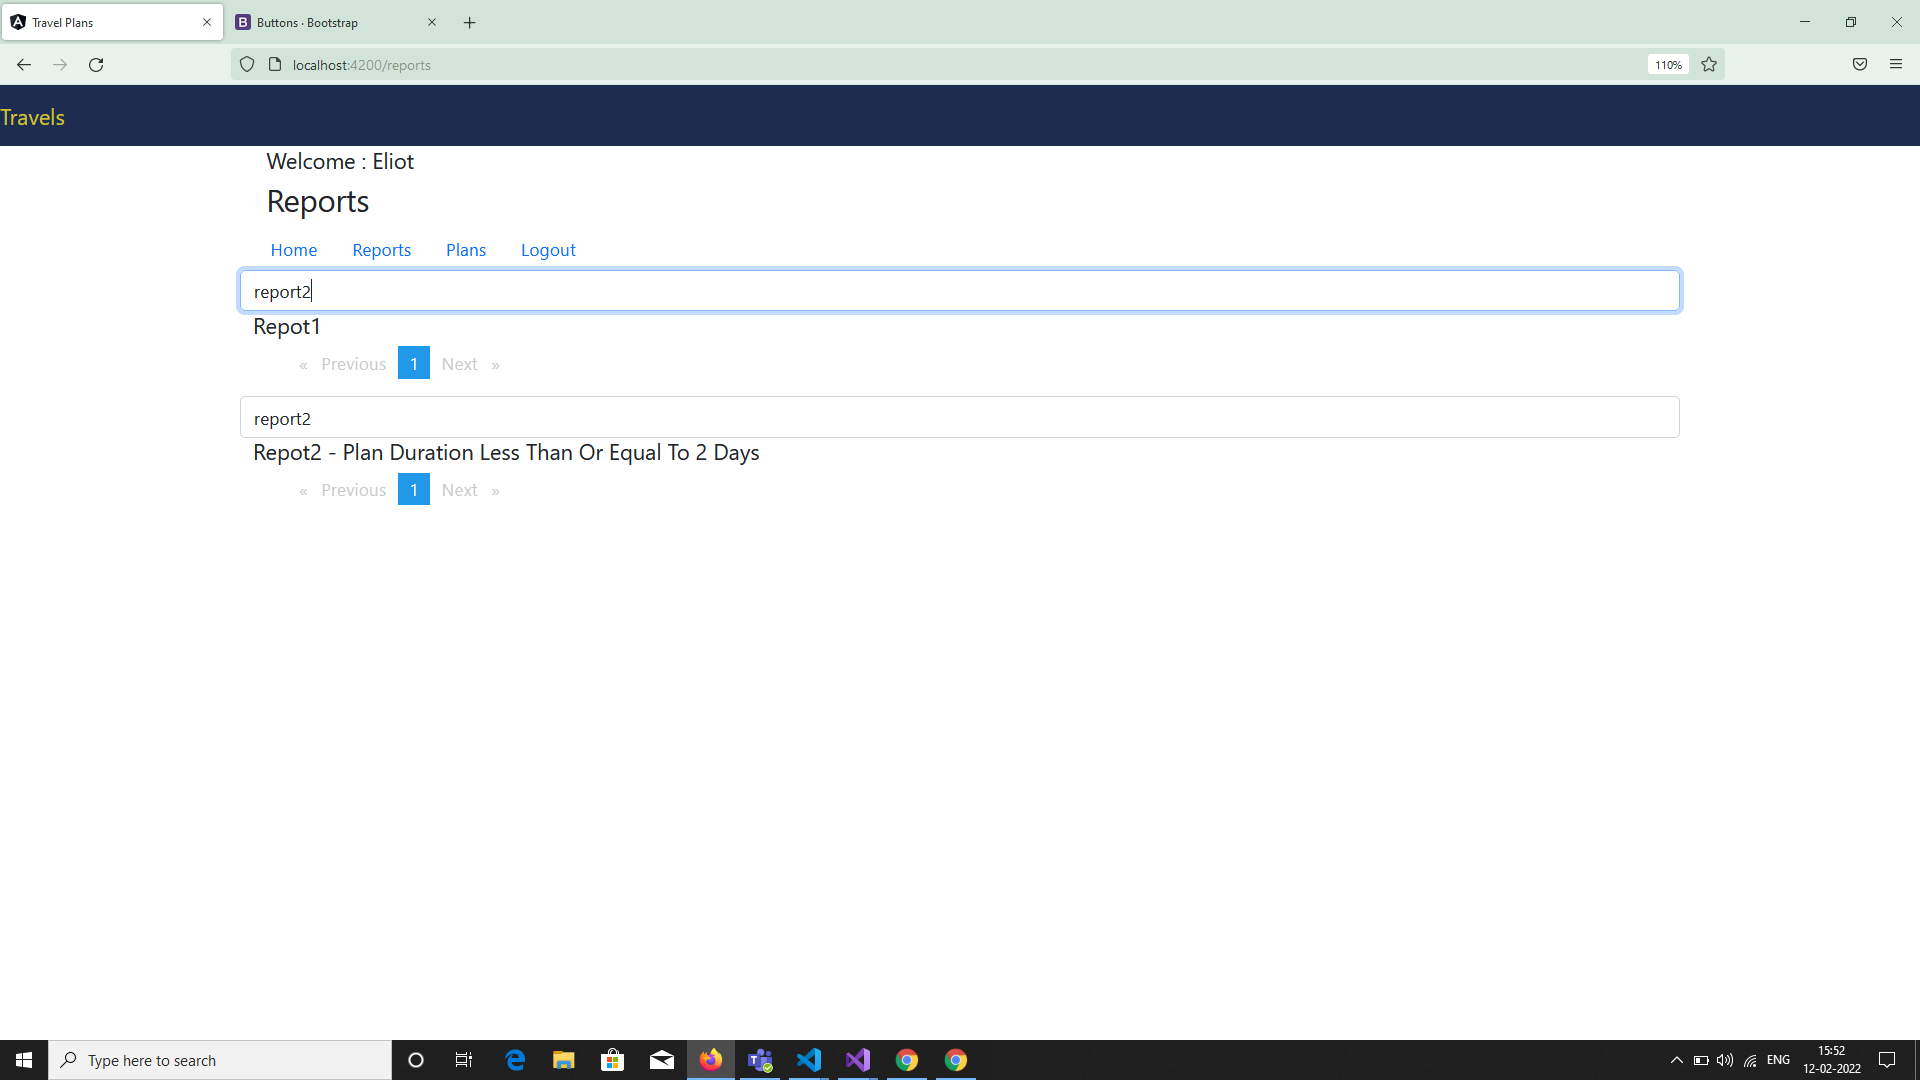 Travel Plans
Buttons · Bootstrap
localhost:4200/reports
110%
Travels
Welcome : Eliot
Reports
Home Reports Plans Logout
report2
Repot1
« Previous 1 Next »
report2
Repot2 - Plan Duration Less Than Or Equal To 2 Days
« Previous 1 Next »
Type here to search
ENG
15:52
12-02-2022